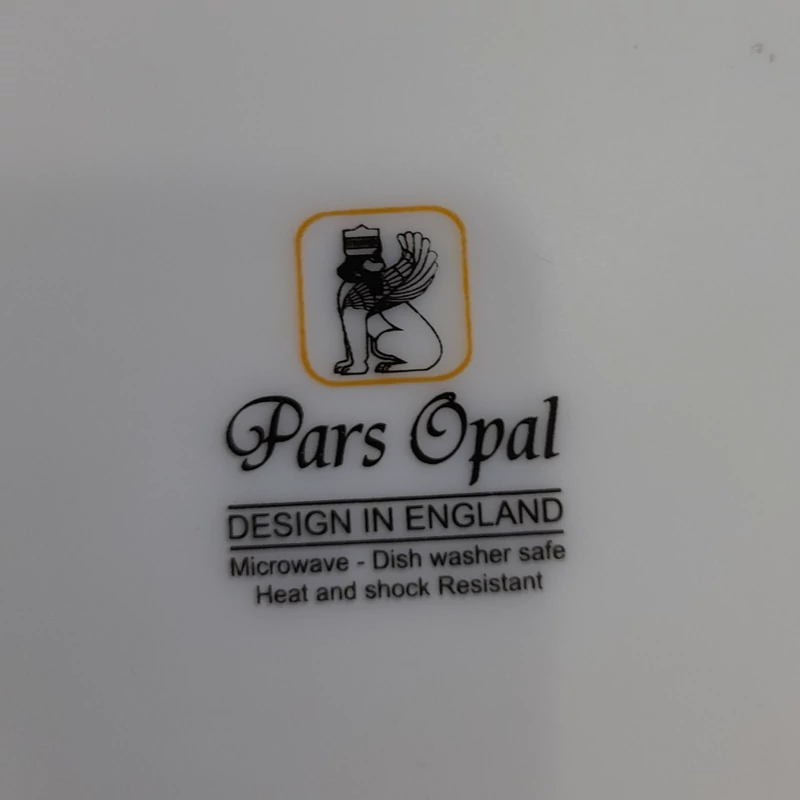 Pars Opal
DESIGN IN ENGLAND
Microwave - Dish washer safe
Heat and shock Resistant